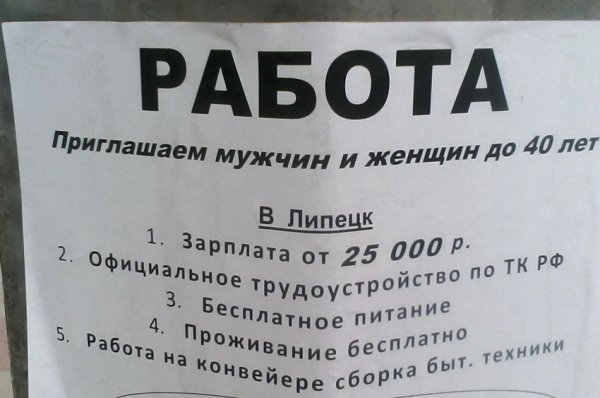 РАБОТА
Приглашаем мужчин и женщин до 40 лет
В Липецк
1. Зарплата от 25 000 р.
2. Официальное трудоустройство по ТК РФ
3. Бесплатное питание
4. Проживание бесплатно
5. Работа на конвейере сборка быт. техники